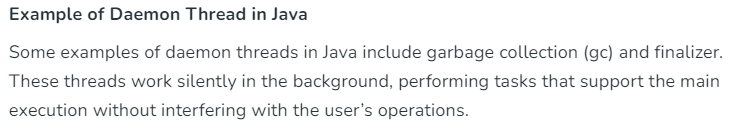 Example of Daemon Thread in Java
Some examples of daemon threads in Java include garbage collection (gc) and finalizer.
These threads work silently in the background, performing tasks that support the main
execution without interfering with the user’s operations.